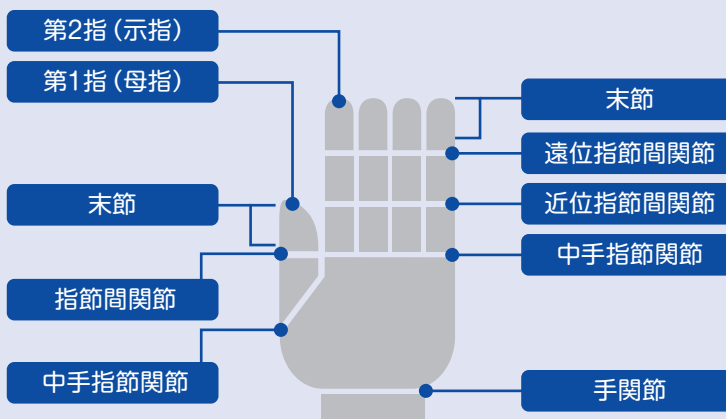 第2指（示指）
第1指（母指）
末節
指節間関節
中手指節関節
末節
遠位指節間関節
近位指節間関節
中手指節関節
手関節